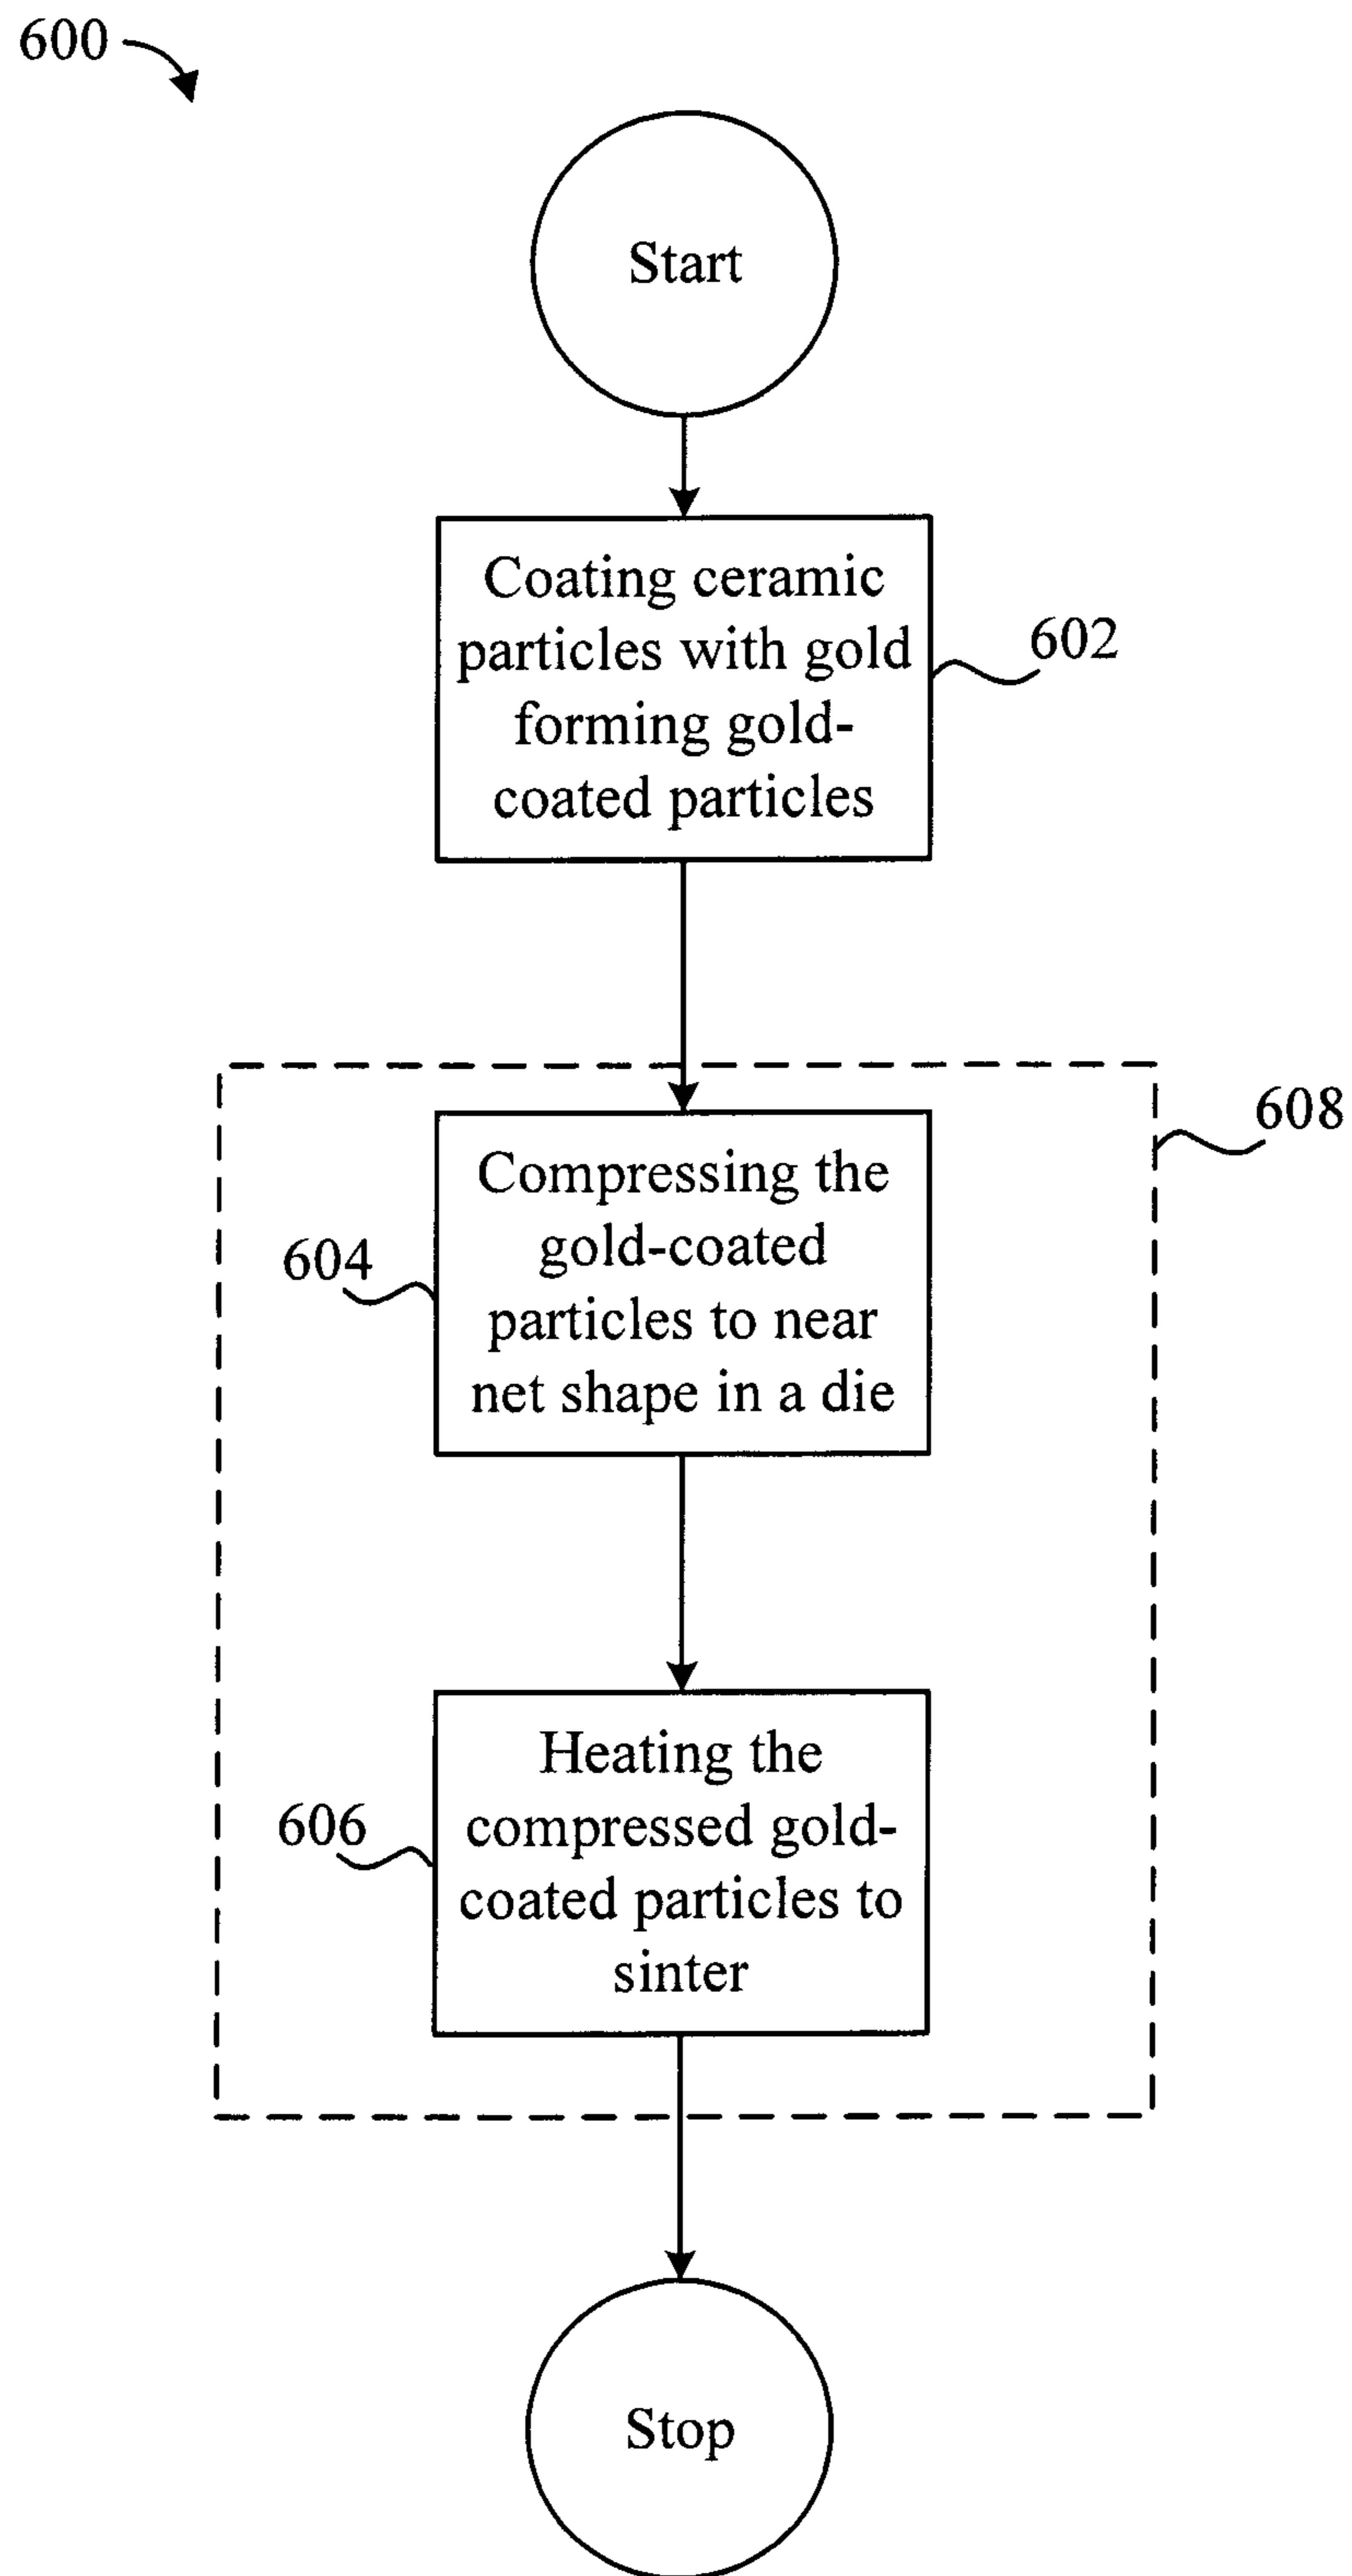 600
Start
Coating ceramic
particles with gold
forming gold-
coated particles
602
608
Compressing the
gold-coated
particles to near
net shape in a die
604
Heating the
compressed gold-
coated particles to
sinter
606
Stop